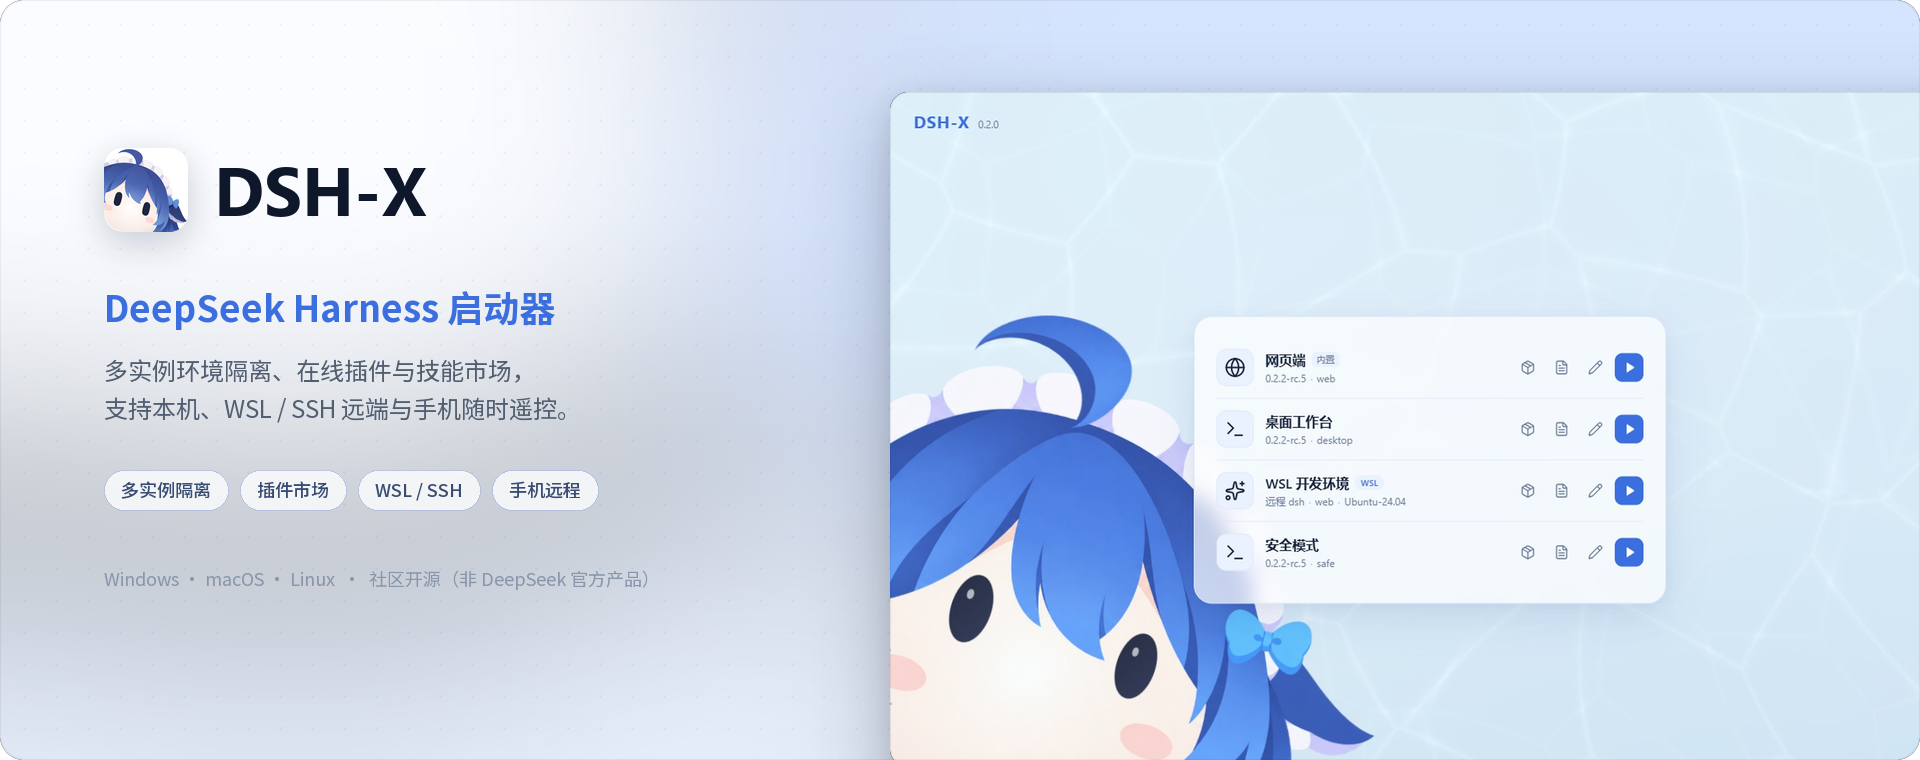 DSH-X
DeepSeek Harness 启动器
多实例环境隔离、在线插件与技能市场，
支持本机、WSL / SSH 远端与手机随时遥控。
多实例隔离 插件市场 WSL / SSH 手机远程
Windows • macOS • Linux • 社区开源（非 DeepSeek 官方产品）
DSH-X 0.2.0
网页端 内置
0.2.2-rc.5 · web
桌面工作台
0.2.2-rc.5 · desktop
WSL 开发环境 WSL
远程 dsh · web · Ubuntu-24.04
安全模式
0.2.2-rc.5 · safe